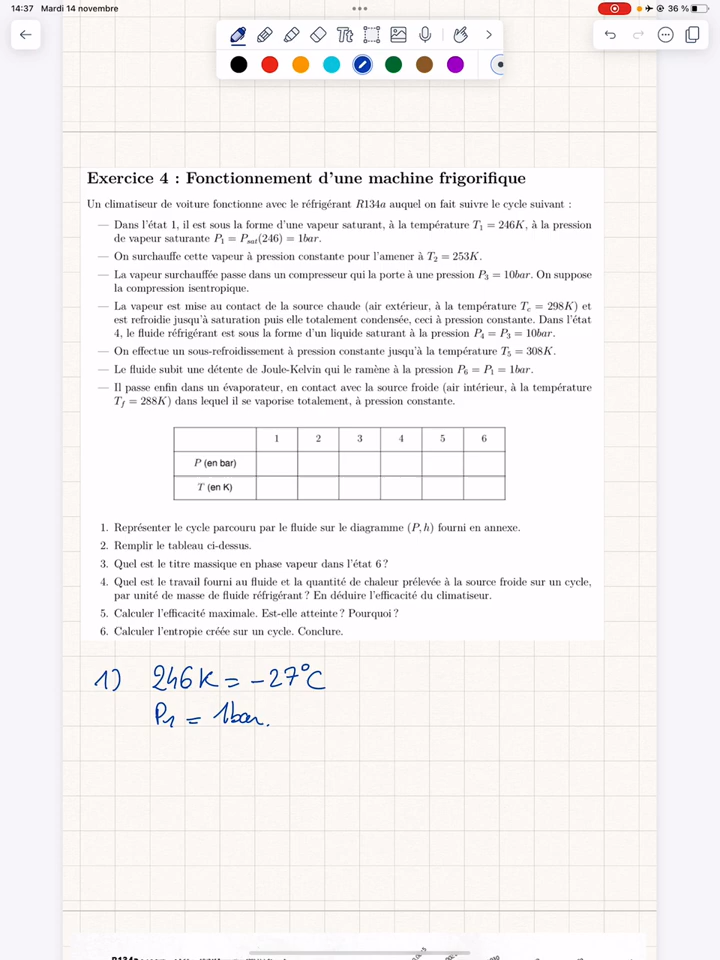 14:37 Mardi 14 novembre
36 %
Exercice 4 : Fonctionnement d'une machine frigorifique
Un climatiseur de voiture fonctionne avec le réfrigérant R134a auquel on fait suivre le cycle suivant :
— Dans l'état 1, il est sous la forme d'une vapeur saturant, à la température T₁ = 246K, à la pression
de vapeur saturante P₁ = Pₛₐₜ(246) = 1bar.
— On surchauffe cette vapeur à pression constante pour l'amener à T₂ = 253K.
— La vapeur surchauffée passe dans un compresseur qui la porte à une pression P₃ = 10bar. On suppose
la compression isentropique.
— La vapeur est mise au contact de la source chaude (air extérieur, à la température T_c = 298K) et
est refroidie jusqu'à saturation puis elle totalement condensée, ceci à pression constante. Dans l'état
4, le fluide réfrigérant est sous la forme d'un liquide saturant à la pression P₄ = P₃ = 10bar.
— On effectue un sous-refroidissement à pression constante jusqu'à la température T₅ = 308K.
— Le fluide subit une détente de Joule-Kelvin qui le ramène à la pression P₆ = P₁ = 1bar.
— Il passe enfin dans un évaporateur, en contact avec la source froide (air intérieur, à la température
T_f = 288K) dans lequel il se vaporise totalement, à pression constante.
1 2 3 4 5 6
P (en bar)
T (en K)
1. Représenter le cycle parcouru par le fluide sur le diagramme (P, h) fourni en annexe.
2. Remplir le tableau ci-dessus.
3. Quel est le titre massique en phase vapeur dans l'état 6 ?
4. Quel est le travail fourni au fluide et la quantité de chaleur prélevée à la source froide sur un cycle,
par unité de masse de fluide réfrigérant ? En déduire l'efficacité du climatiseur.
5. Calculer l'efficacité maximale. Est-elle atteinte ? Pourquoi ?
6. Calculer l'entropie créée sur un cycle. Conclure.
1) 246K = -27°C
P₁ = 1bar.